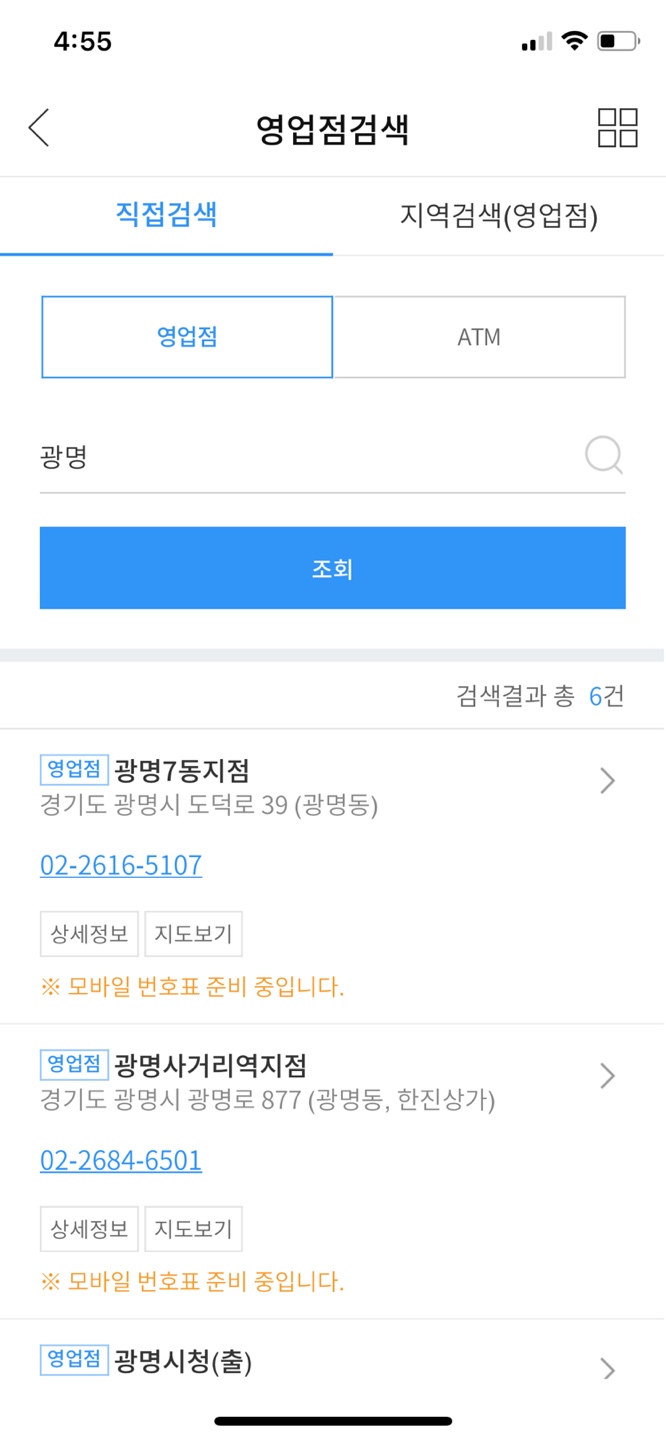 4:55
영업점검색
직접검색 지역검색(영업점)
영업점 ATM
광명
조회
검색결과 총 6건
영업점 광명7동지점
경기도 광명시 도덕로 39 (광명동)
02-2616-5107
상세정보 지도보기
※ 모바일 번호표 준비 중입니다.
영업점 광명사거리역지점
경기도 광명시 광명로 877 (광명동, 한진상가)
02-2684-6501
상세정보 지도보기
※ 모바일 번호표 준비 중입니다.
영업점 광명시청(출)